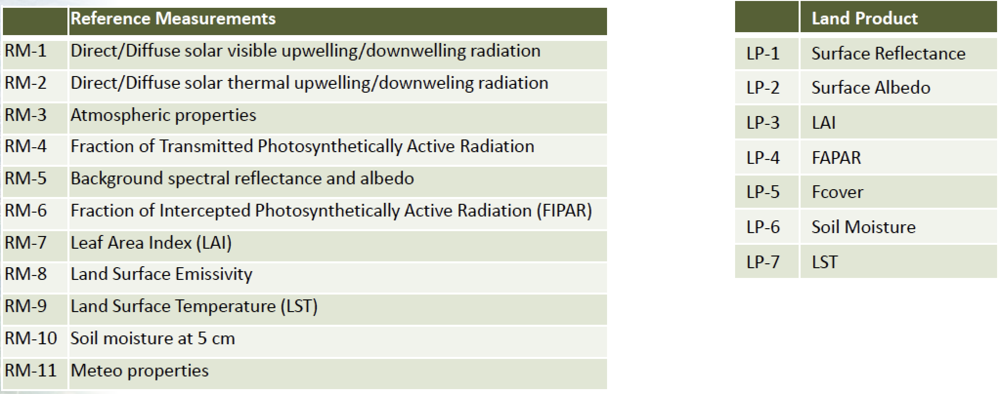 Reference Measurements
RM-1 Direct/Diffuse solar visible upwelling/downwelling radiation
RM-2 Direct/Diffuse solar thermal upwelling/downweling radiation
RM-3 Atmospheric properties
RM-4 Fraction of Transmitted Photosynthetically Active Radiation
RM-5 Background spectral reflectance and albedo
RM-6 Fraction of Intercepted Photosynthetically Active Radiation (FIPAR)
RM-7 Leaf Area Index (LAI)
RM-8 Land Surface Emissivity
RM-9 Land Surface Temperature (LST)
RM-10 Soil moisture at 5 cm
RM-11 Meteo properties
Land Product
LP-1 Surface Reflectance
LP-2 Surface Albedo
LP-3 LAI
LP-4 FAPAR
LP-5 Fcover
LP-6 Soil Moisture
LP-7 LST